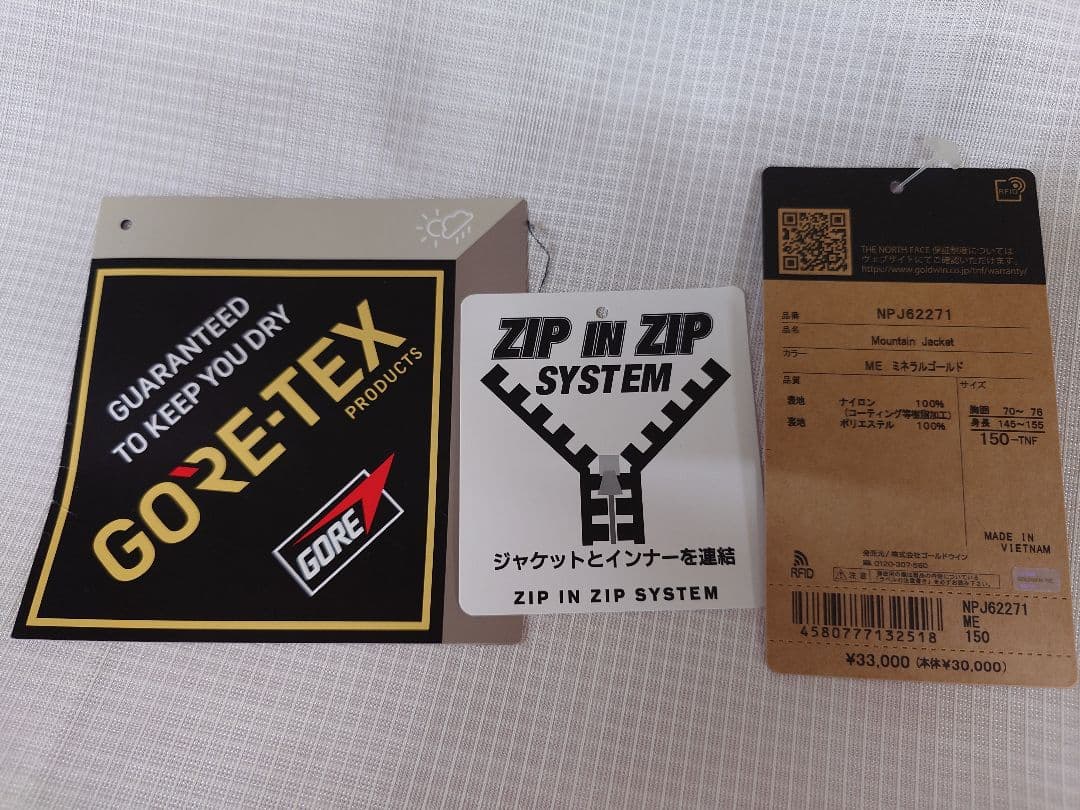 GUARANTEED
TO KEEP YOU DRY
GORE-TEX
PRODUCTS
GORE
ZIP IN ZIP
SYSTEM
ジャケットとインナーを連結
ZIP IN ZIP SYSTEM
RFID
THE NORTH FACE 保証制度については
ウェブサイトにてご確認いただけます。
https://www.goldwin.co.jp/tnf/warranty/
品番 NPJ62271
品名 Mountain Jacket
カラー ME ミネラルゴールド
品質
表地 ナイロン 100%
(コーティング等樹脂加工)
裏地 ポリエステル 100%
サイズ
胸囲 70～ 76
身長 145～155
150-TNF
MADE IN
VIETNAM
発売元/株式会社ゴールドウイン
0120-307-560
RFID
注意
4580777132518
NPJ62271
ME
150
¥33,000 (本体¥30,000)